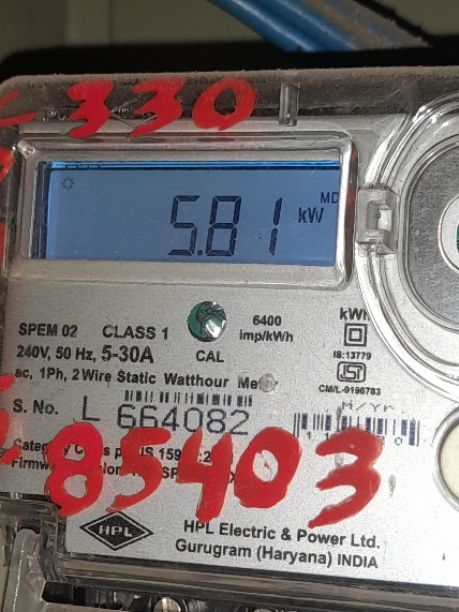 330
MD
5.81 kW
6400
imp/kWh
kWh
SPEM 02 CLASS 1
240V, 50 Hz, 5-30A
CAL
IS:13779
ac, 1Ph, 2 Wire Static Watthour
CM/L-9196783
S. No. L 664082
M/Yr.
85403
HPL
HPL Electric & Power Ltd.
Gurugram (Haryana) INDIA